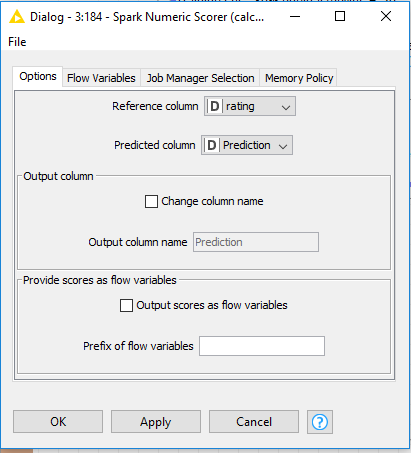 Dialog - 3:184 - Spark Numeric Scorer (calc...
File
Options Flow Variables Job Manager Selection Memory Policy
Reference column D rating
Predicted column D Prediction
Output column
Change column name
Output column name Prediction
Provide scores as flow variables
Output scores as flow variables
Prefix of flow variables
OK Apply Cancel ?